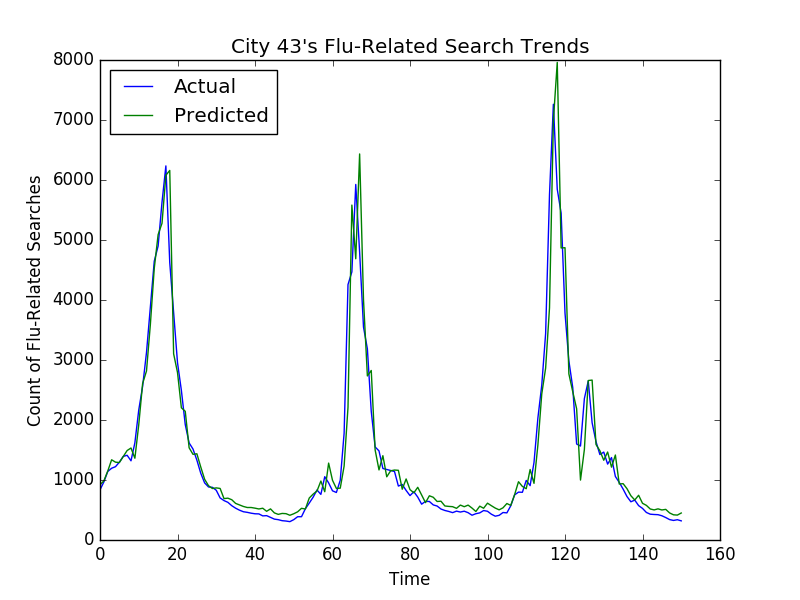 City 43's Flu-Related Search Trends
8000
7000
6000
5000
4000
3000
2000
1000
0
Actual
Predicted
Count of Flu-Related Searches
0 20 40 60 80 100 120 140 160
Time